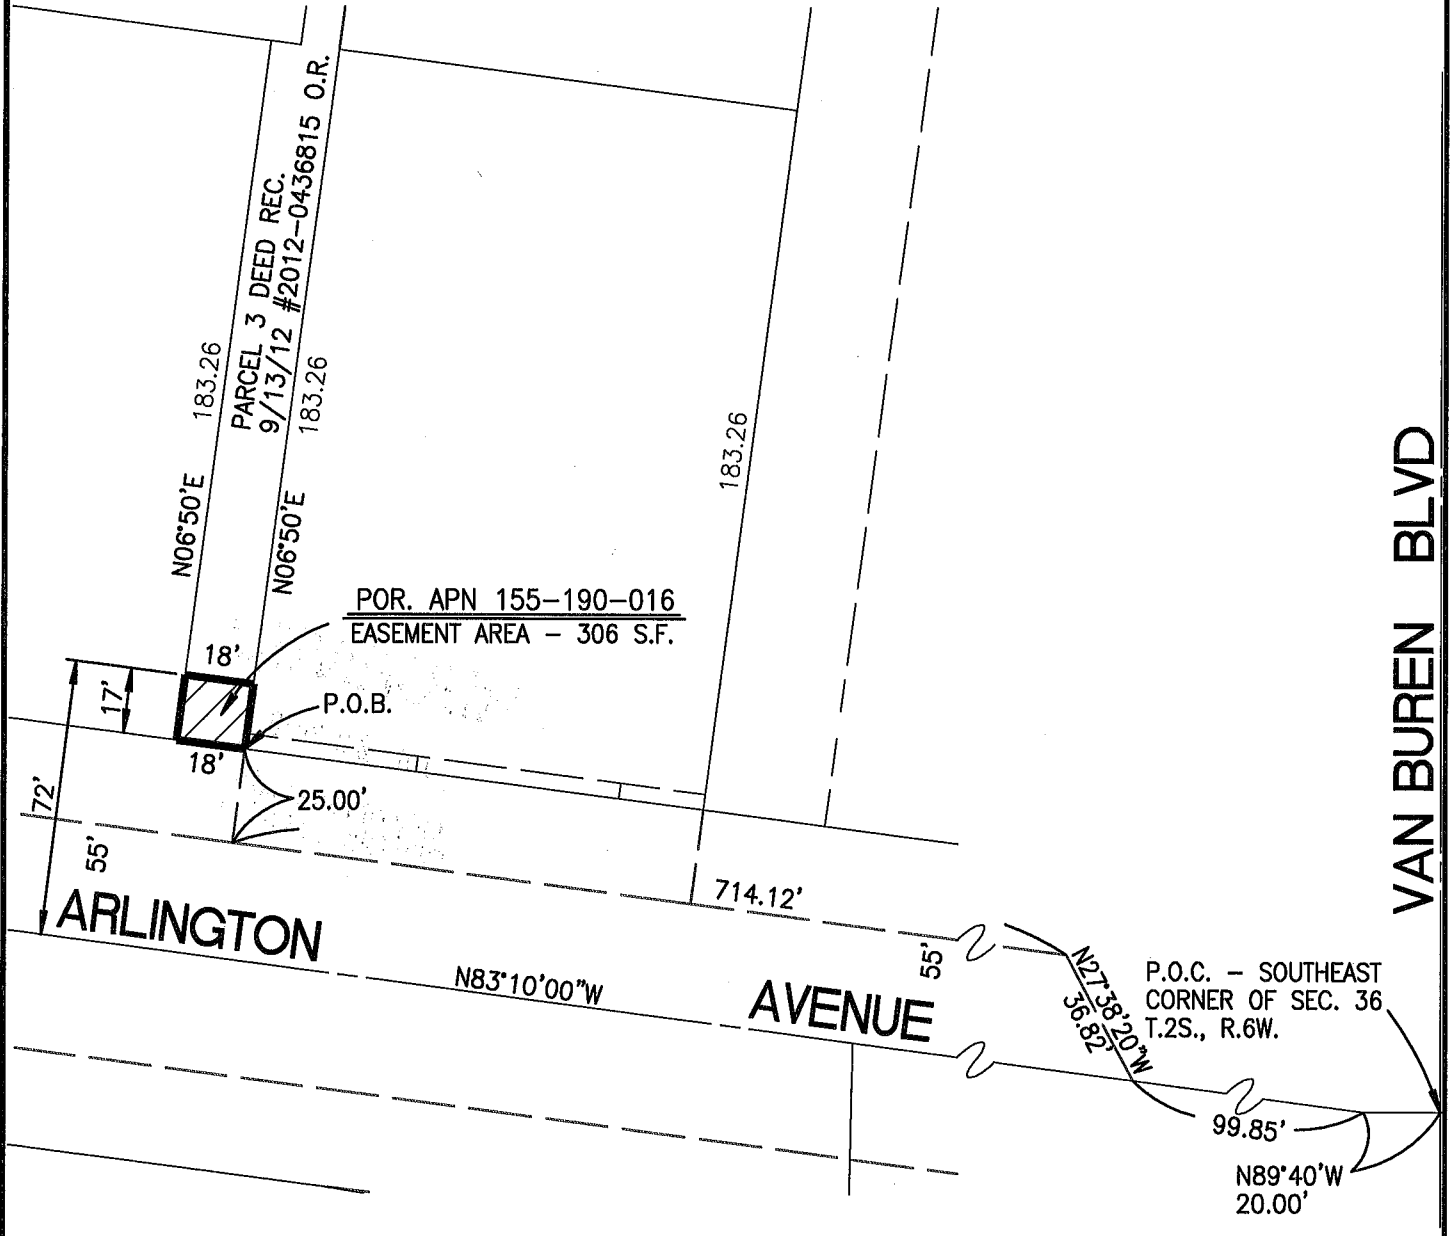 PARCEL 3 DEED REC.
9/13/12 #2012-0436815 O.R.
183.26
183.26
183.26
N06°50'E
N06°50'E
POR. APN 155-190-016
EASEMENT AREA - 306 S.F.
18'
17'
P.O.B.
18'
25.00'
72'
55'
ARLINGTON
N83°10'00"W
714.12'
55'
AVENUE
N27°38'20"W
36.82'
P.O.C. - SOUTHEAST
CORNER OF SEC. 36
T.2S., R.6W.
99.85'
N89°40'W
20.00'
VAN BUREN BLVD